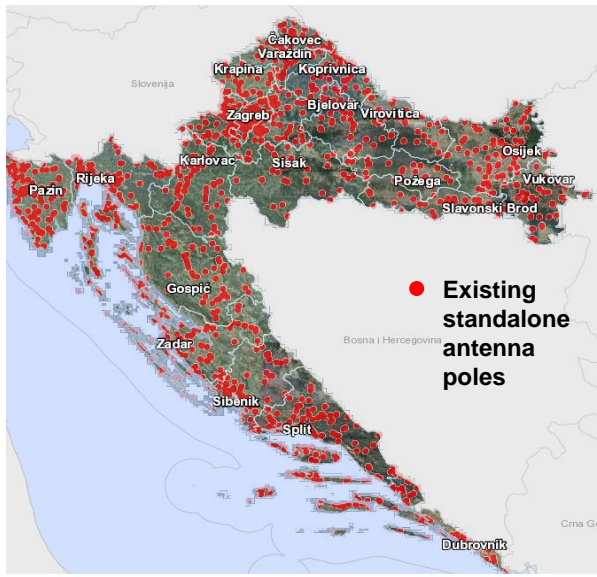 Čakovec
Varaždin
Krapina
Koprivnica
Slovenija
Bjelovar
Virovitica
Zagreb
Osijek
Karlovac
Sisak
Rijeka
Pazin
Požega
Vukovar
Slavonski Brod
Gospić
Existing
standalone
antenna
poles
Bosna i Hercegovina
Zadar
Šibenik
Split
Crna G
Dubrovnik